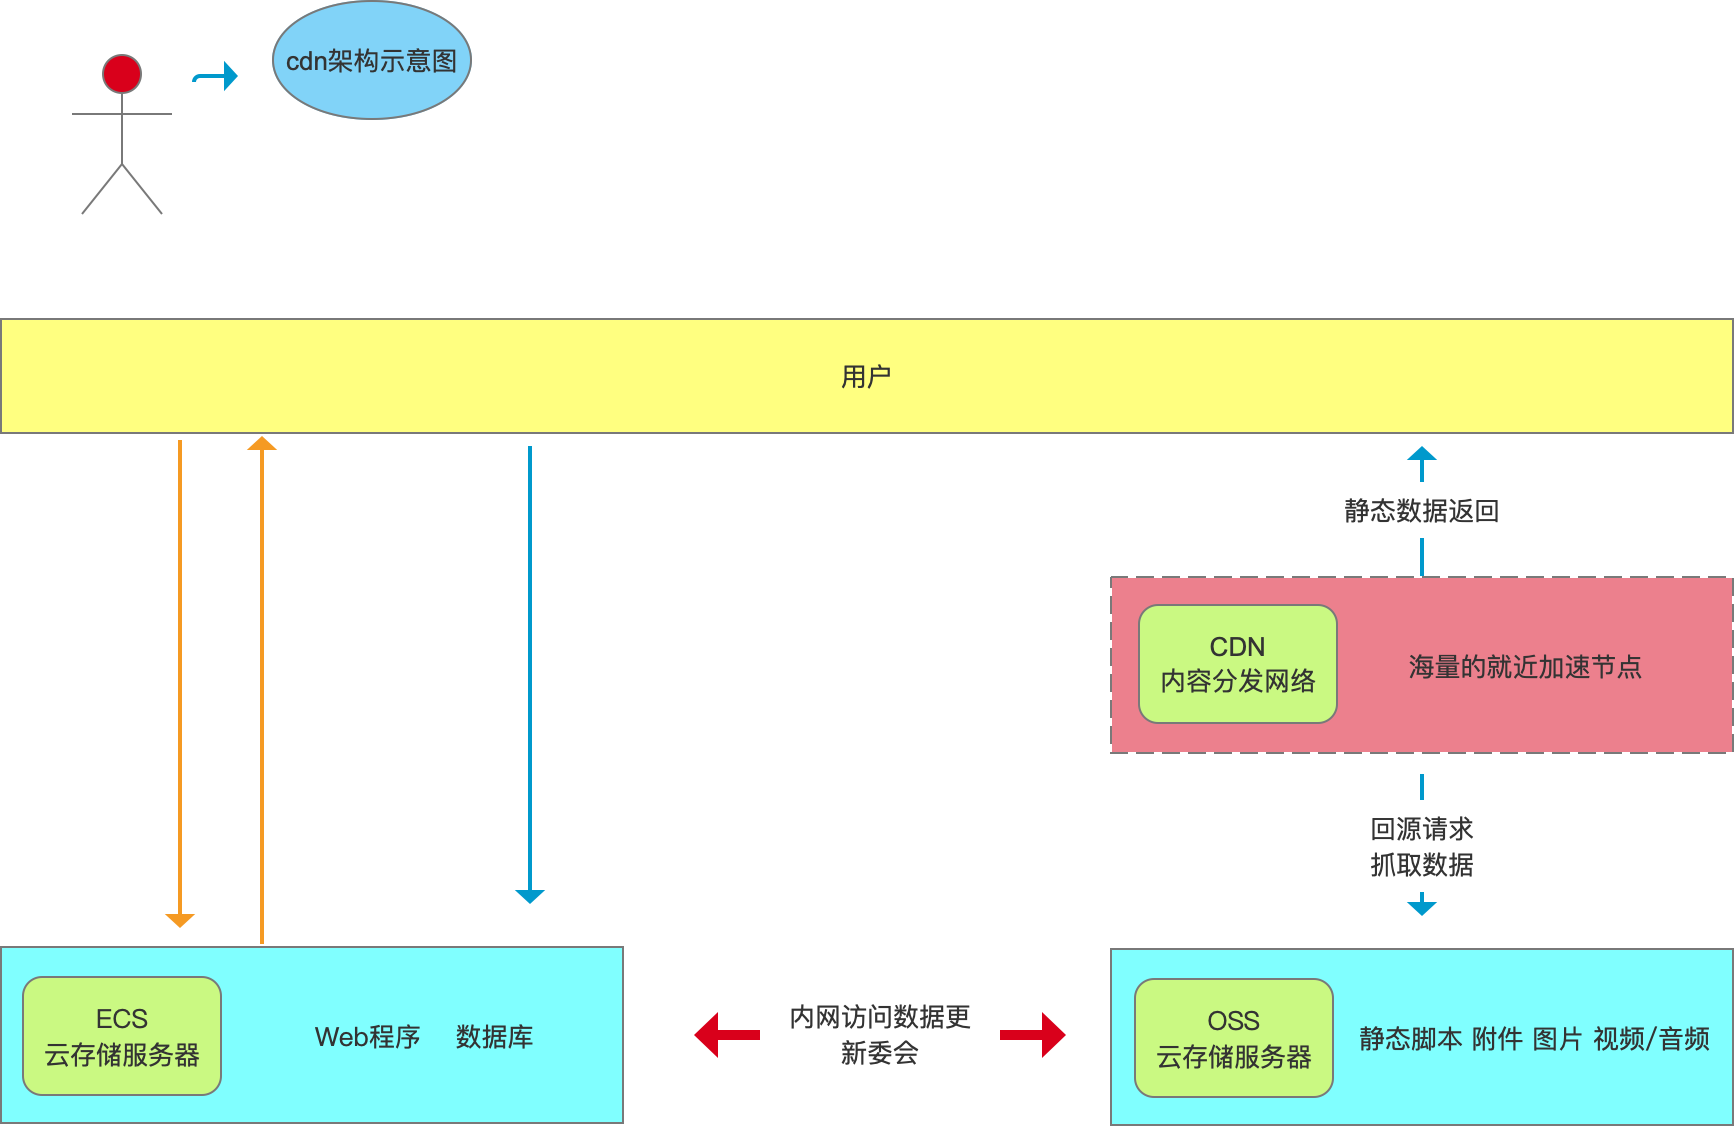 cdn架构示意图
用户
静态数据返回
CDN
内容分发网络
海量的就近加速节点
回源请求
抓取数据
ECS
云存储服务器
Web程序 数据库
内网访问数据更
新委会
OSS
云存储服务器
静态脚本 附件 图片 视频/音频